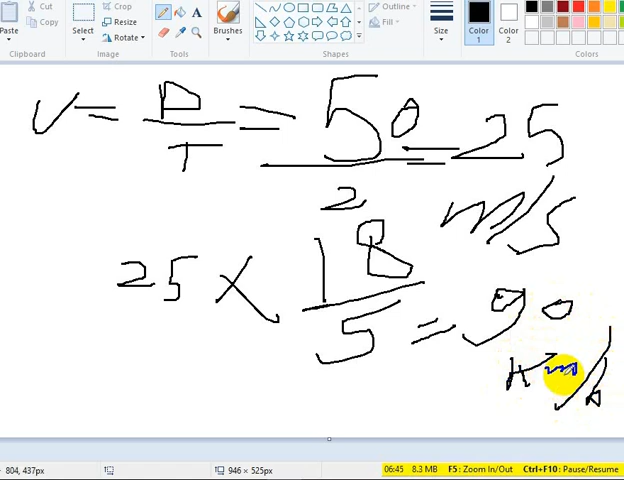 Cut
Copy
Paste
Clipboard
Select
Crop
Resize
Rotate
Image
A
Tools
Brushes
Shapes
Outline
Fill
Size
Color 1
Color 2
Colors
V = D/T = 50/2 = 25 m/s
25 × 18/5 = 90 Km/h
804, 437px
946 × 525px
06:45 8.3 MB F5: Zoom In/Out Ctrl+F10: Pause/Resume